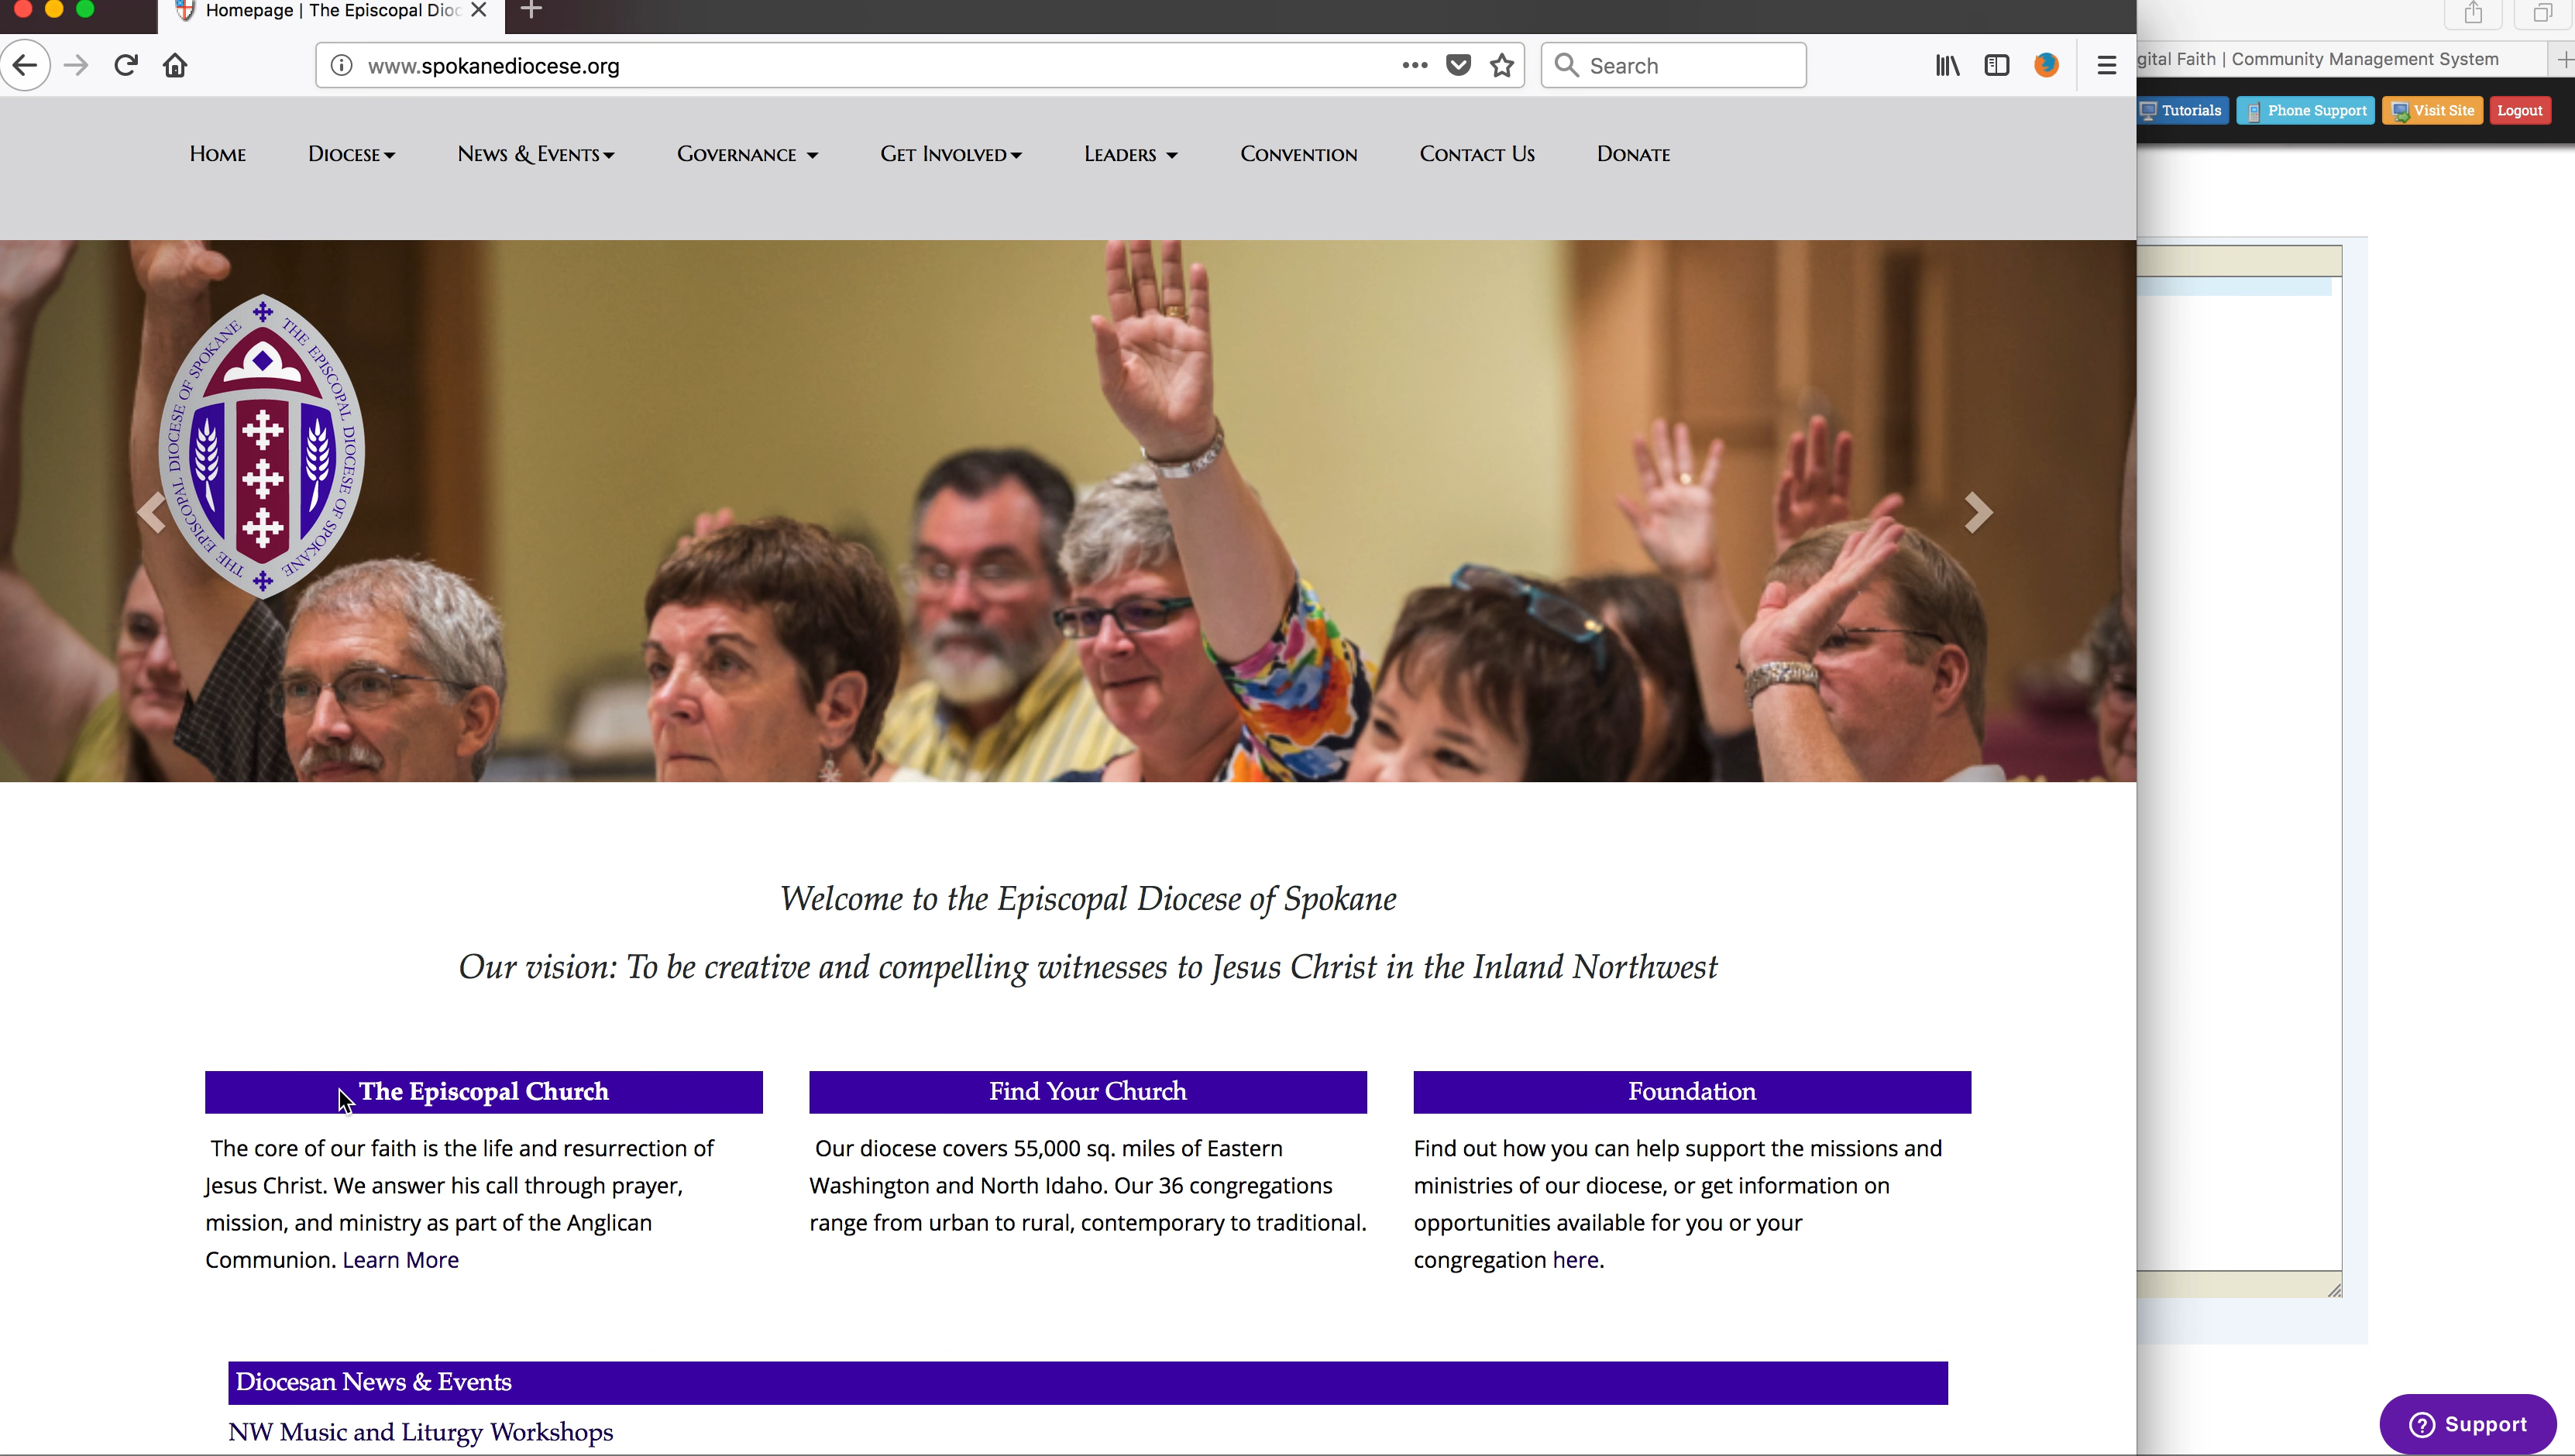 Homepage | The Episcopal Dioc
www.spokanediocese.org
Search
gital Faith | Community Management System
Tutorials Phone Support Visit Site Logout
HOME DIOCESE NEWS & EVENTS GOVERNANCE GET INVOLVED LEADERS CONVENTION CONTACT US DONATE
THE EPISCOPAL DIOCESE OF SPOKANE
THE EPISCOPAL DIOCESE OF SPOKANE
Welcome to the Episcopal Diocese of Spokane
Our vision: To be creative and compelling witnesses to Jesus Christ in the Inland Northwest
The Episcopal Church
The core of our faith is the life and resurrection of
Jesus Christ. We answer his call through prayer,
mission, and ministry as part of the Anglican
Communion. Learn More
Find Your Church
Our diocese covers 55,000 sq. miles of Eastern
Washington and North Idaho. Our 36 congregations
range from urban to rural, contemporary to traditional.
Foundation
Find out how you can help support the missions and
ministries of our diocese, or get information on
opportunities available for you or your
congregation here.
Diocesan News & Events
NW Music and Liturgy Workshops
Support